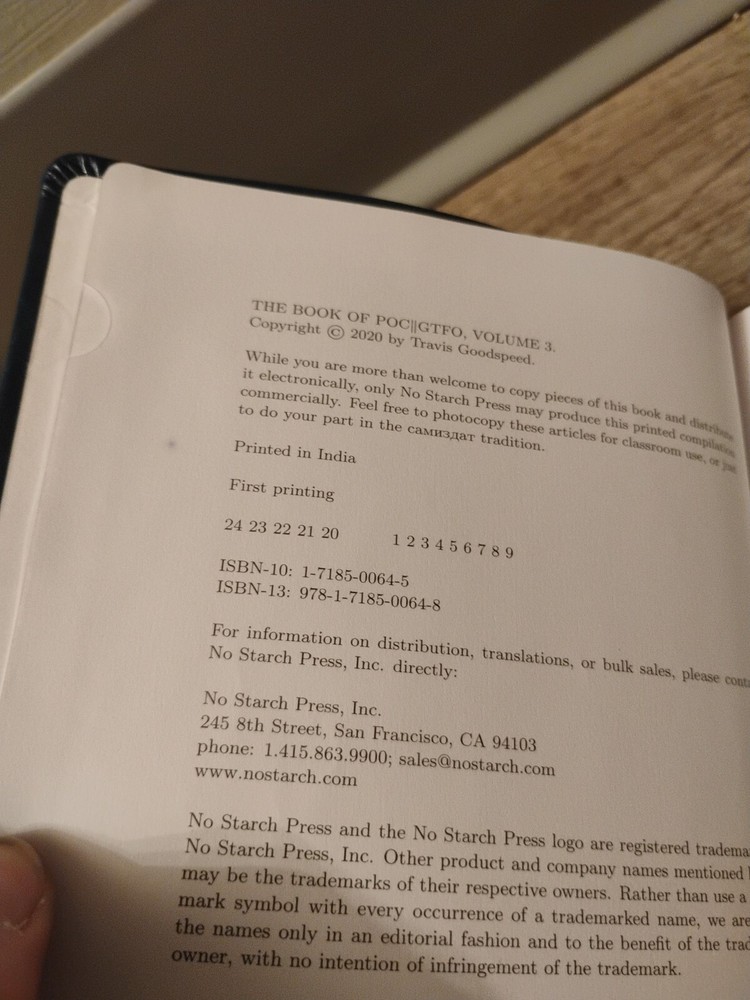 THE BOOK OF POC||GTFO, VOLUME 3.
Copyright © 2020 by Travis Goodspeed.
While you are more than welcome to copy pieces of this book and distribute
it electronically, only No Starch Press may produce this printed compilation
commercially. Feel free to photocopy these articles for classroom use, or just
to do your part in the самиздат tradition.
Printed in India
First printing
24 23 22 21 20 1 2 3 4 5 6 7 8 9
ISBN-10: 1-7185-0064-5
ISBN-13: 978-1-7185-0064-8
For information on distribution, translations, or bulk sales, please
No Starch Press, Inc. directly:
No Starch Press, Inc.
245 8th Street, San Francisco, CA 94103
phone: 1.415.863.9900; sales@nostarch.com
www.nostarch.com
No Starch Press and the No Starch Press logo are registered
No Starch Press, Inc. Other product and company names mentioned
may be the trademarks of their respective owners. Rather than use a
mark symbol with every occurrence of a trademarked name, we are
the names only in an editorial fashion and to the benefit of the
owner, with no intention of infringement of the trademark.